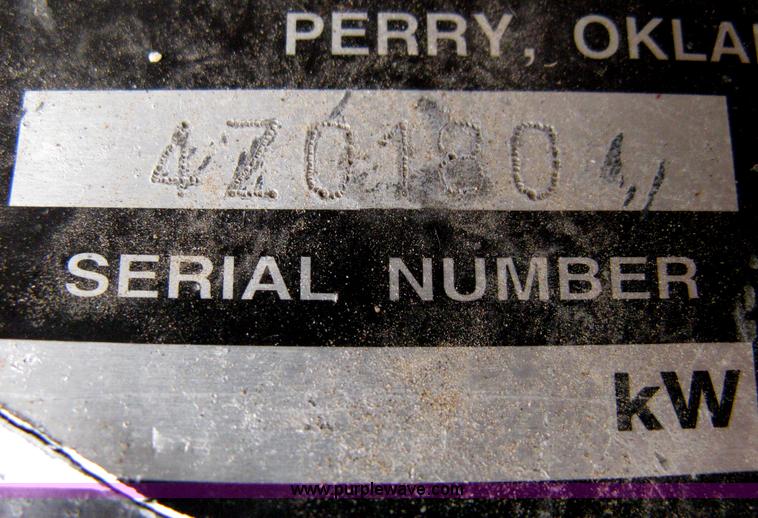 PERRY, OKLA
4Z0180
SERIAL NUMBER
kW
www.purplewave.com